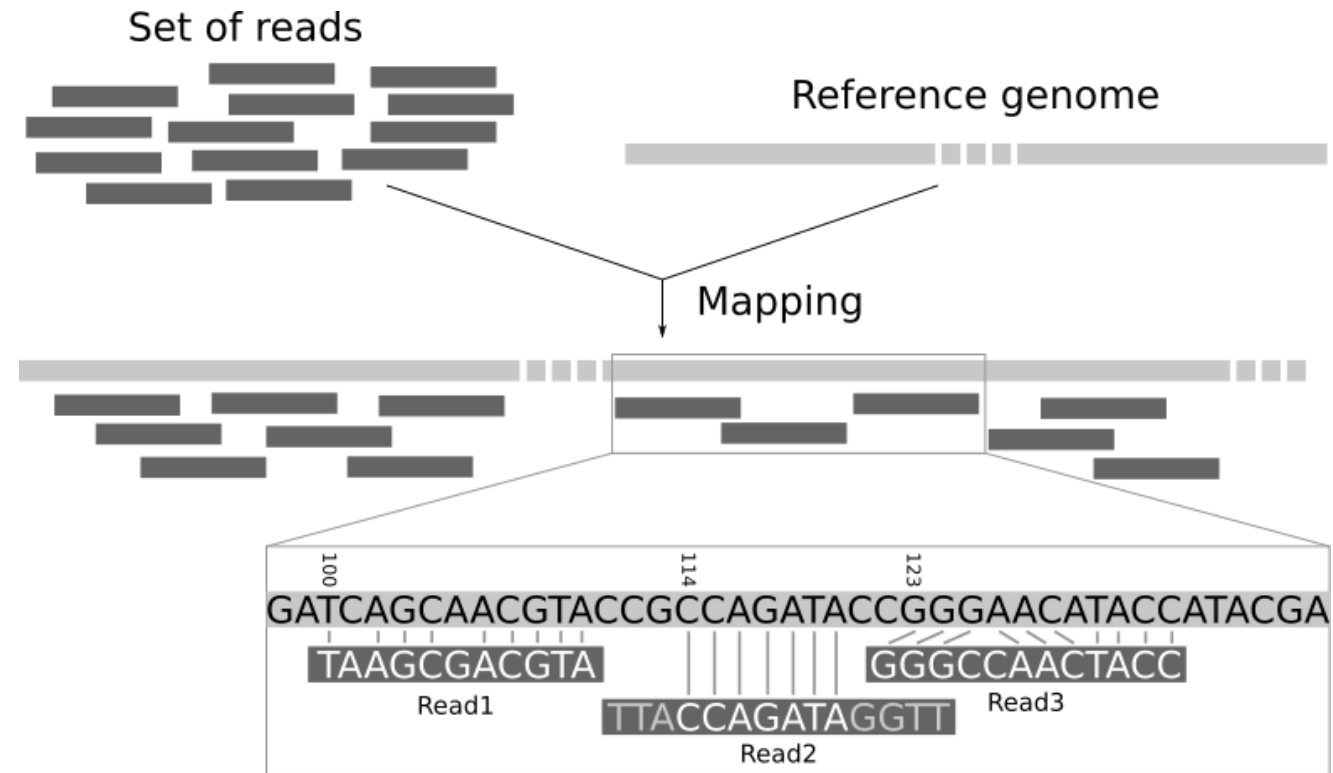 Set of reads
Reference genome
Mapping
100 114 123
GATCAGCAACGTACCGCCAGATACCGGGAACATACCATACGA
TAAGCGACGTA
GGGCCAACTACC
Read1
Read3
TTACCAGATAGGTT
Read2